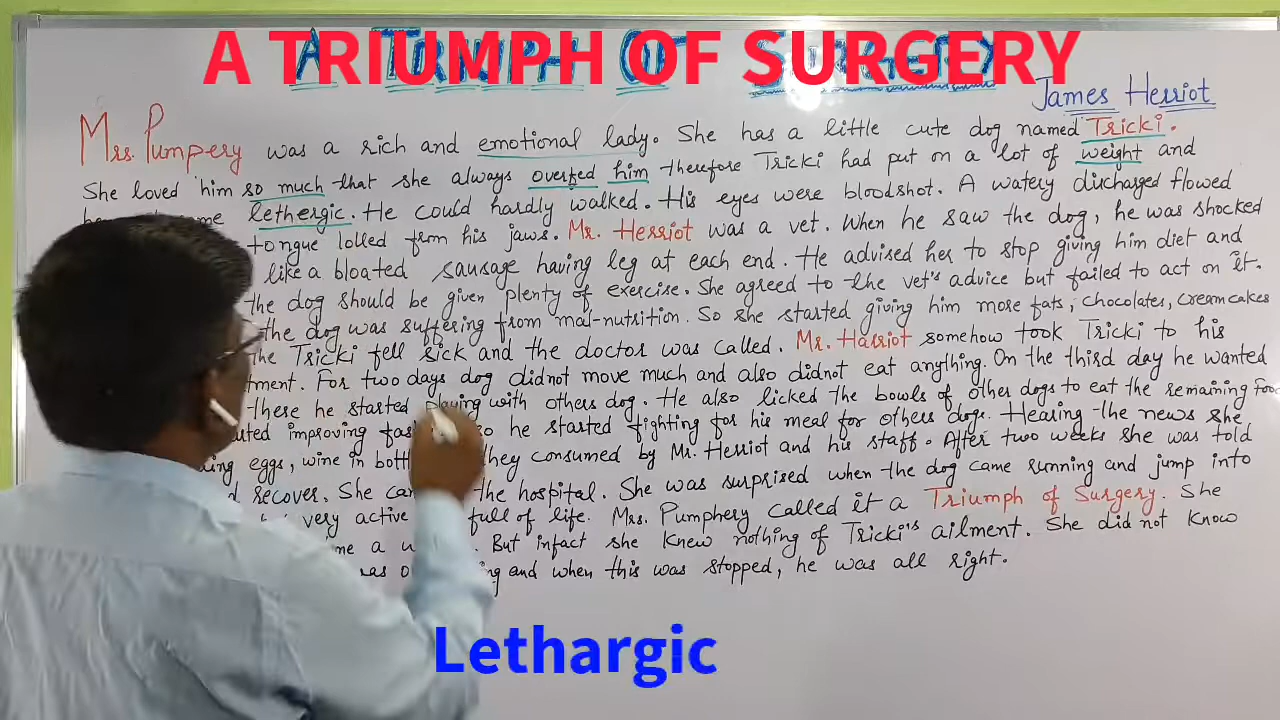 A TRIUMPH OF SURGERY
A TRIUMPH OF SURGERY
James Herriot
Mrs. Pumpery was a rich and emotional lady. She has a little cute dog named Tricki.
She loved him so much that she always overfed him therefore Tricki had put on a lot of weight and
lethergic. He could hardly walked. His eyes were bloodshot. A watery discharged flowed
tongue lolled from his jaws. Mr. Herriot was a vet. When he saw the dog, he was shocked
like a bloated sausage having leg at each end. He advised her to stop giving him diet and
the dog should be given plenty of exercise. She agreed to the vet's advice but failed to act on it.
the dog was suffering from mal-nutrition. So she started giving him more fats, chocolates, cream cakes
the Tricki fell sick and the doctor was called. Mr. Harriot somehow took Tricki to his
For two days dog didnot move much and also didnot eat anything. On the third day he wanted
there he started playing with others dog. He also licked the bowls of other dogs to eat the remaining
improving so he started fighting for his meal for others dogs. Hearing the news she
eggs, wine in they consumed by Mr. Herriot and his staff. After two weeks she was told
recover. She the hospital. She was surprised when the dog came running and jump into
very active full of life. Mrs. Pumphery called it a Triumph of Surgery. She
me a But infact she knew nothing of Tricki's ailment. She did not know
and when this was stopped, he was all right.
Lethargic